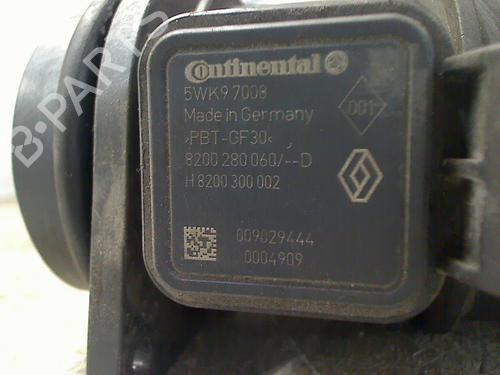 Continental
5WK9 7008
Made in Germany
001
>PBT-GF30<
8200 280 060/--D
H 8200 300 002
009029444
0004909
B-PARTS